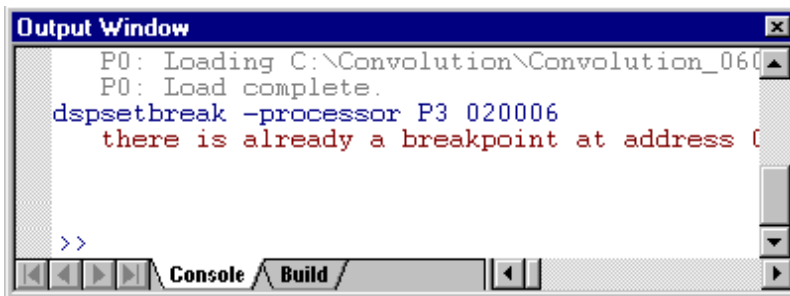 Output Window
P0: Loading C:\Convolution\Convolution_060
P0: Load complete.
dspsetbreak -processor P3 020006
there is already a breakpoint at address
>>
Console
Build